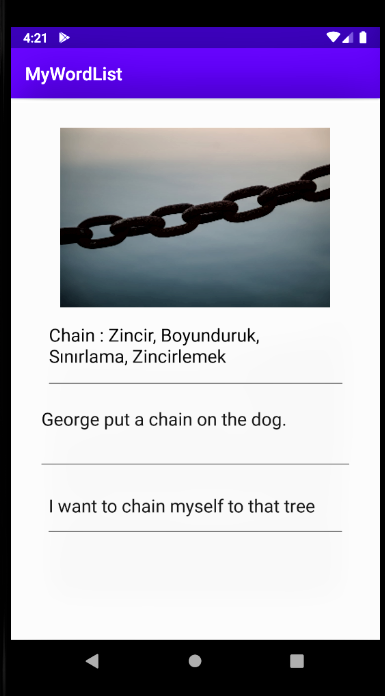 4:21
MyWordList
Chain : Zincir, Boyunduruk,
Sınırlama, Zincirlemek
George put a chain on the dog.
I want to chain myself to that tree